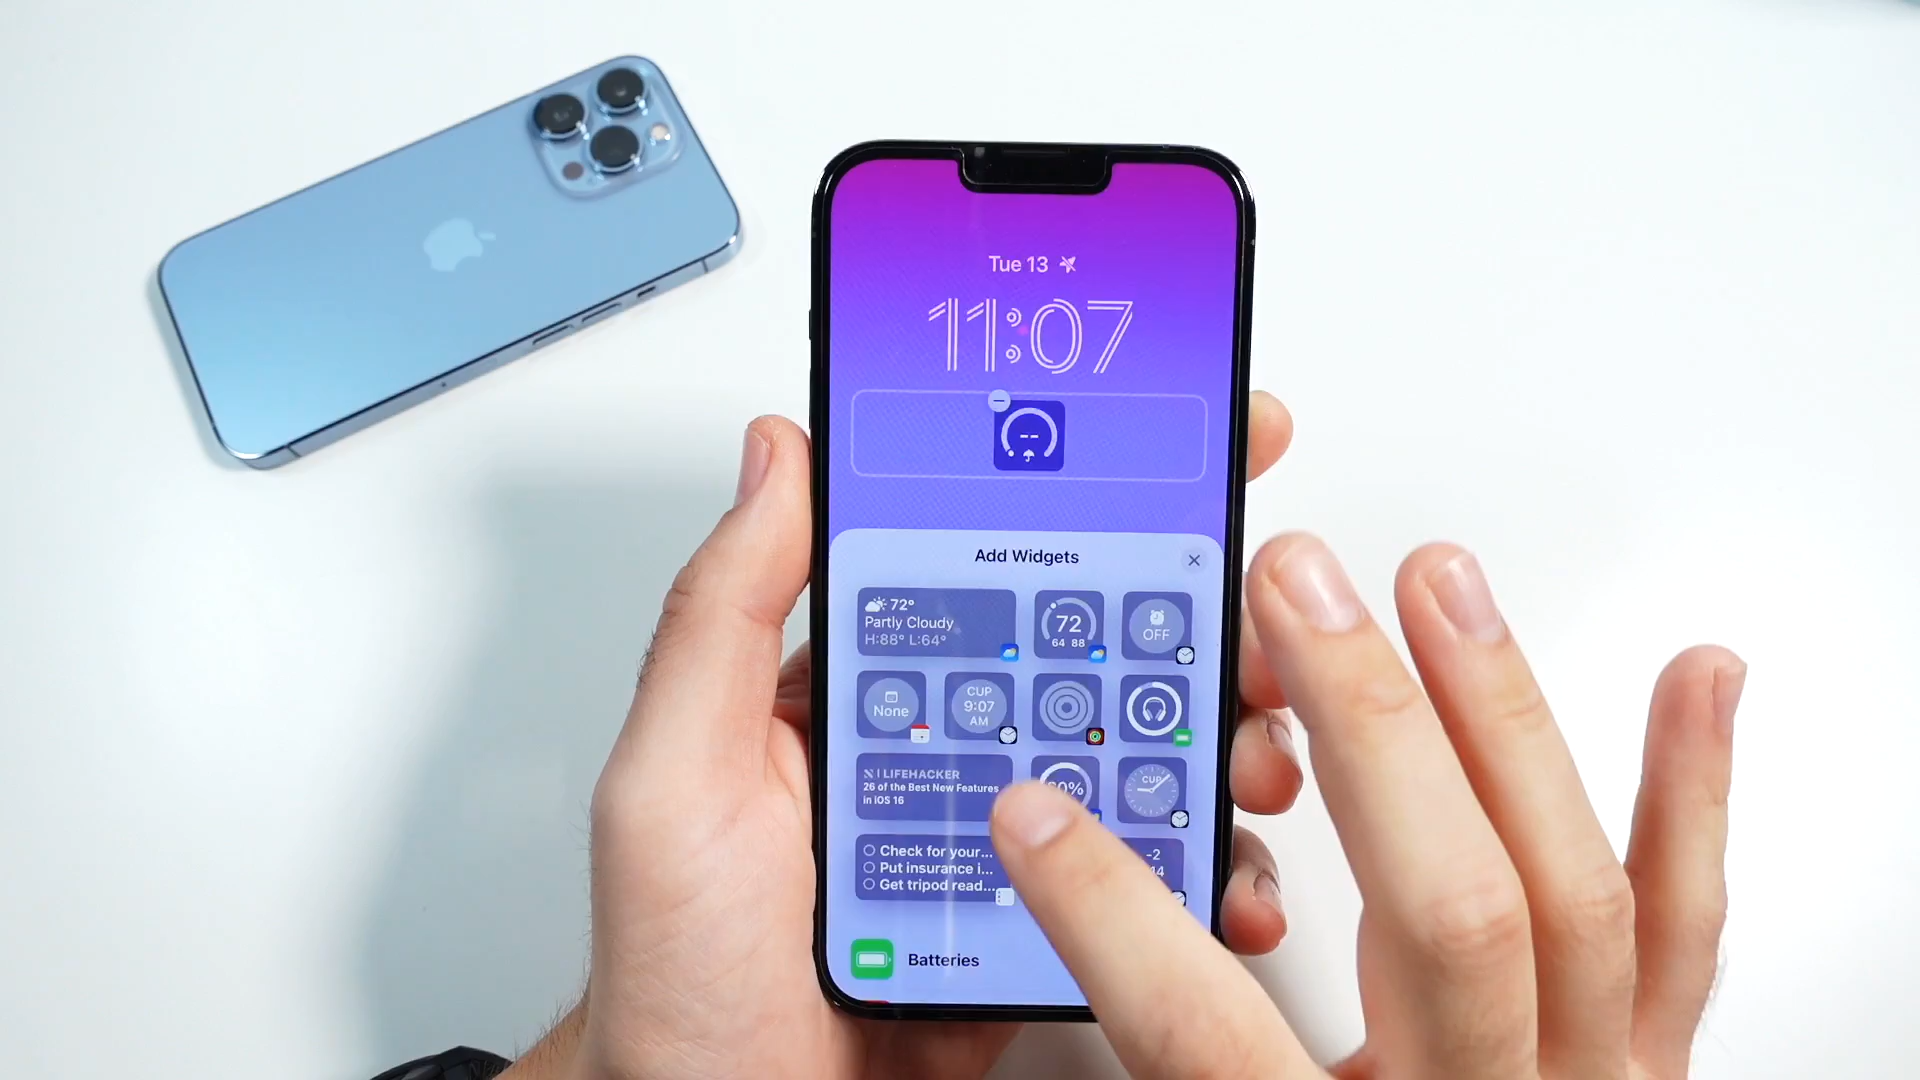 Tue 13
11:07
--
Add Widgets
72°
Partly Cloudy
H:88° L:64°
72
64 88
OFF
None
CUP
9:07
AM
LIFEHACKER
26 of the Best New Features
in iOS 16
CUP
Check for your...
Put insurance i...
Get tripod read...
-2
Batteries